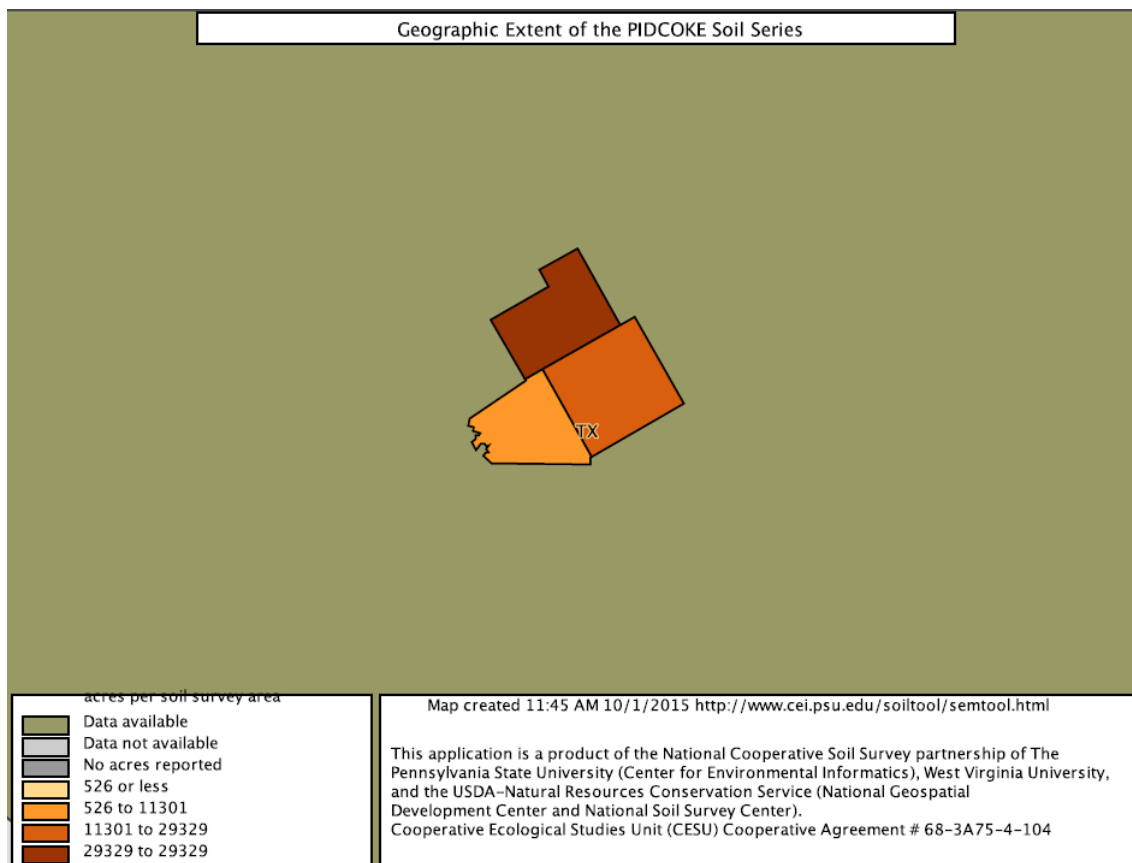 Geographic Extent of the PIDCOKE Soil Series
TX
acres per soil survey area
Data available
Data not available
No acres reported
526 or less
526 to 11301
11301 to 29329
29329 to 29329
Map created 11:45 AM 10/1/2015 http://www.cei.psu.edu/soiltool/semtool.html
This application is a product of the National Cooperative Soil Survey partnership of The
Pennsylvania State University (Center for Environmental Informatics), West Virginia University,
and the USDA-Natural Resources Conservation Service (National Geospatial
Development Center and National Soil Survey Center).
Cooperative Ecological Studies Unit (CESU) Cooperative Agreement # 68-3A75-4-104